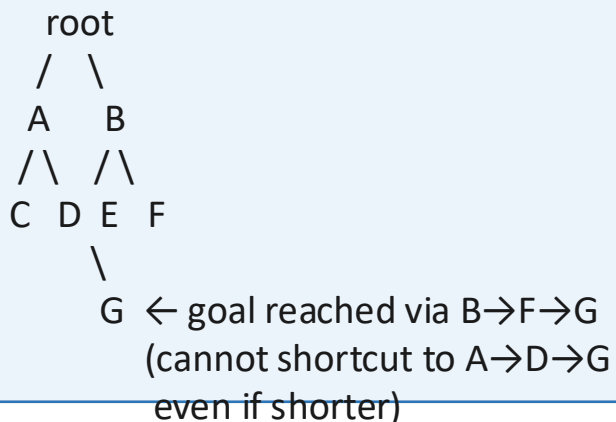 root
/ \
A B
/ \ / \
C D E F
\
G ← goal reached via B→F→G
(cannot shortcut to A→D→G
even if shorter)